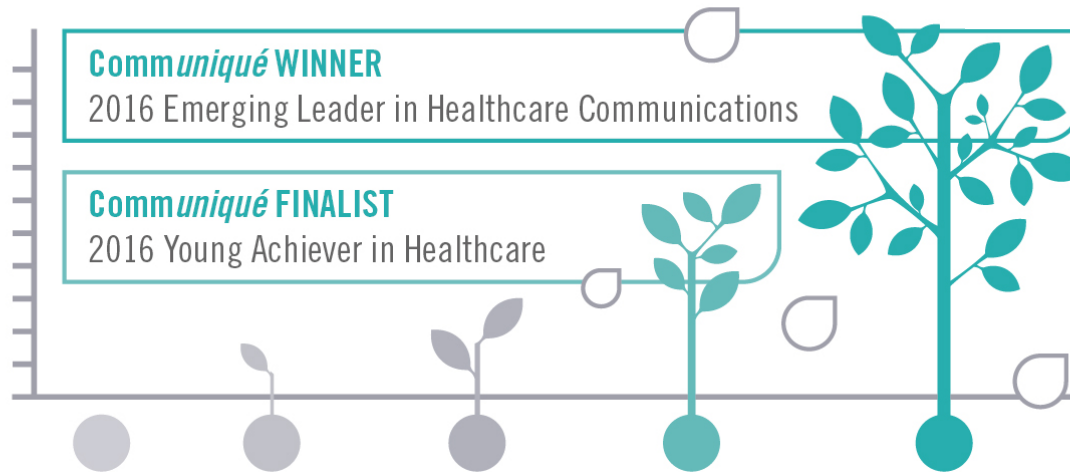 Communiqué WINNER
2016 Emerging Leader in Healthcare Communications
Communiqué FINALIST
2016 Young Achiever in Healthcare